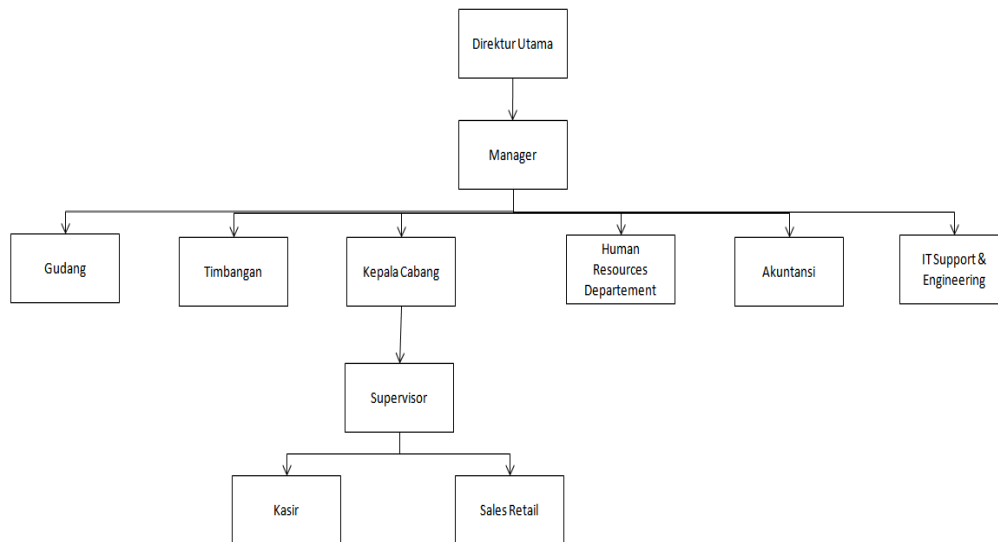 Direktur Utama
Manager
Gudang
Timbangan
Kepala Cabang
Human
Resources
Departement
Akuntansi
IT Support &
Engineering
Supervisor
Kasir
Sales Retail